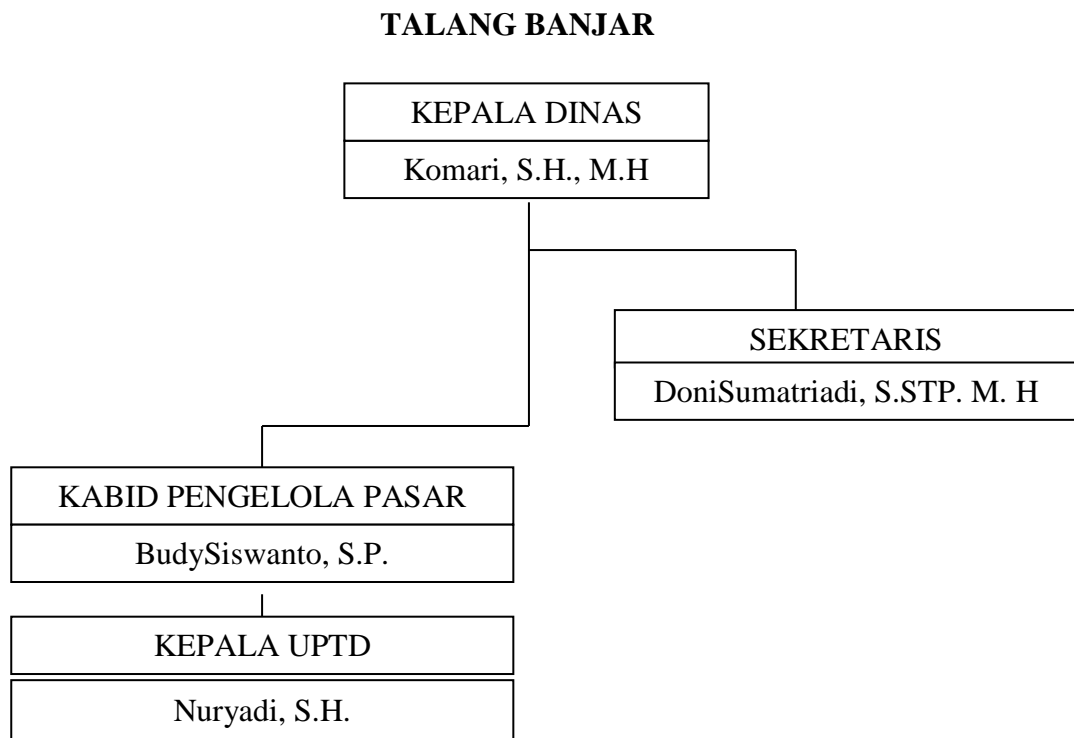 TALANG BANJAR
KEPALA DINAS
Komari, S.H., M.H
SEKRETARIS
DoniSumatriadi, S.STP. M. H
KABID PENGELOLA PASAR
BudySiswanto, S.P.
KEPALA UPTD
Nuryadi, S.H.